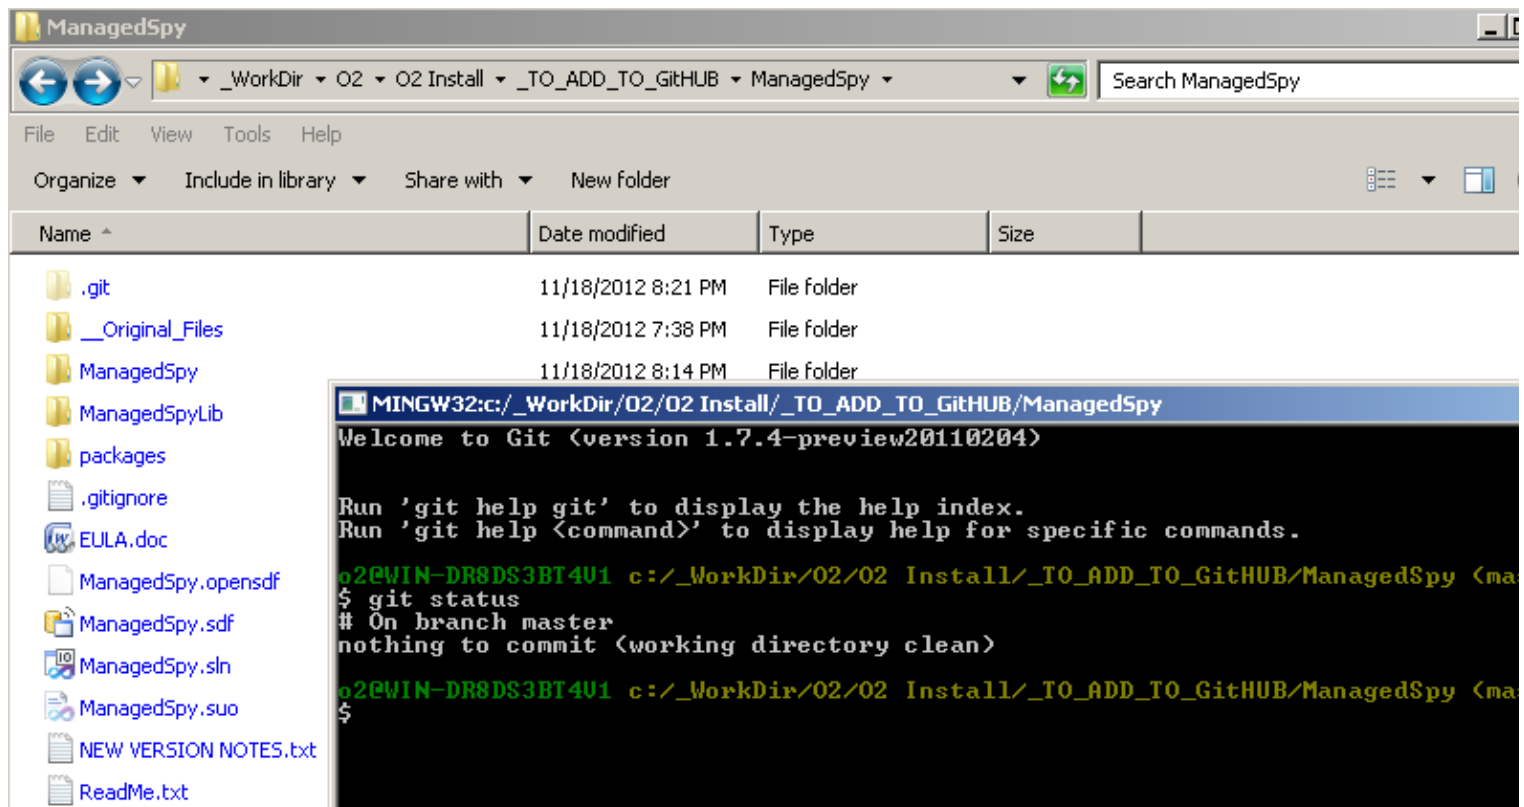 ManagedSpy
_WorkDir O2 O2 Install _TO_ADD_TO_GitHUB ManagedSpy Search ManagedSpy
File Edit View Tools Help
Organize Include in library Share with New folder
Name Date modified Type Size
.git 11/18/2012 8:21 PM File folder
__Original_Files 11/18/2012 7:38 PM File folder
ManagedSpy 11/18/2012 8:14 PM File folder
ManagedSpyLib
packages
.gitignore
EULA.doc
ManagedSpy.opensdf
ManagedSpy.sdf
ManagedSpy.sln
ManagedSpy.suo
NEW VERSION NOTES.txt
ReadMe.txt
MINGW32:c:/_WorkDir/O2/O2 Install/_TO_ADD_TO_GitHUB/ManagedSpy
Welcome to Git (version 1.7.4-preview20110204)
Run 'git help git' to display the help index.
Run 'git help <command>' to display help for specific commands.
o2@WIN-DR8DS3BT4V1 c:/_WorkDir/O2/O2 Install/_TO_ADD_TO_GitHUB/ManagedSpy (mas
$ git status
# On branch master
nothing to commit (working directory clean)
o2@WIN-DR8DS3BT4V1 c:/_WorkDir/O2/O2 Install/_TO_ADD_TO_GitHUB/ManagedSpy (mas
$